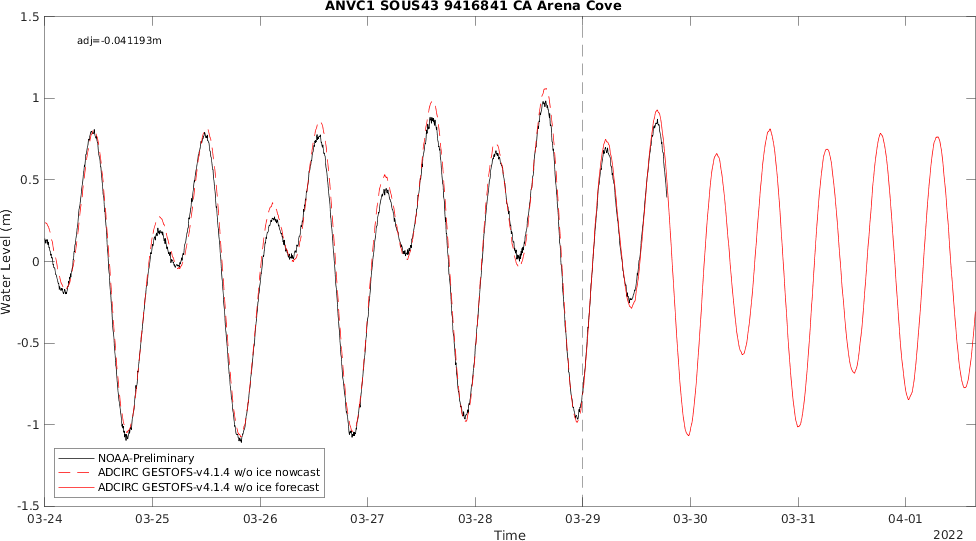 ANVC1 SOUS43 9416841 CA Arena Cove
adj=-0.041193m
1.5
1
0.5
0
-0.5
-1
-1.5
Water Level (m)
NOAA-Preliminary
ADCIRC GESTOFS-v4.1.4 w/o ice nowcast
ADCIRC GESTOFS-v4.1.4 w/o ice forecast
03-24 03-25 03-26 03-27 03-28 03-29 03-30 03-31 04-01
Time
2022